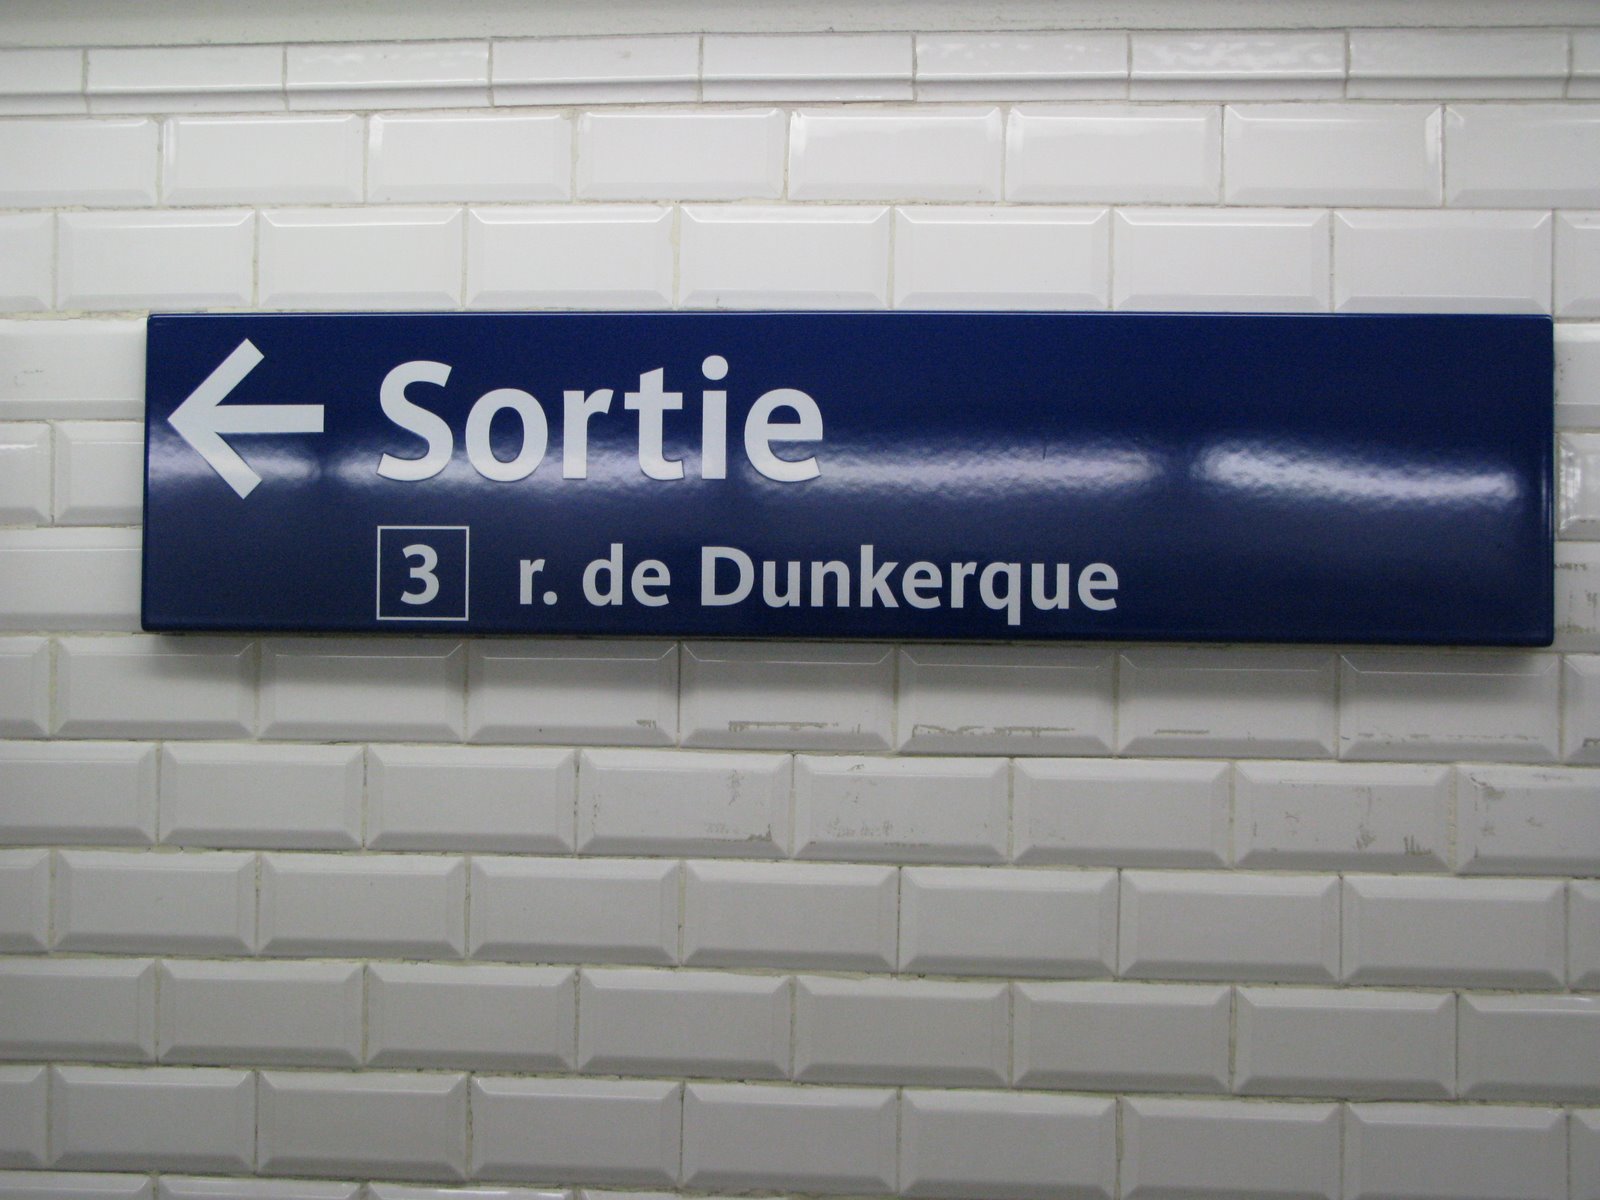 Sortie
3 r. de Dunkerque